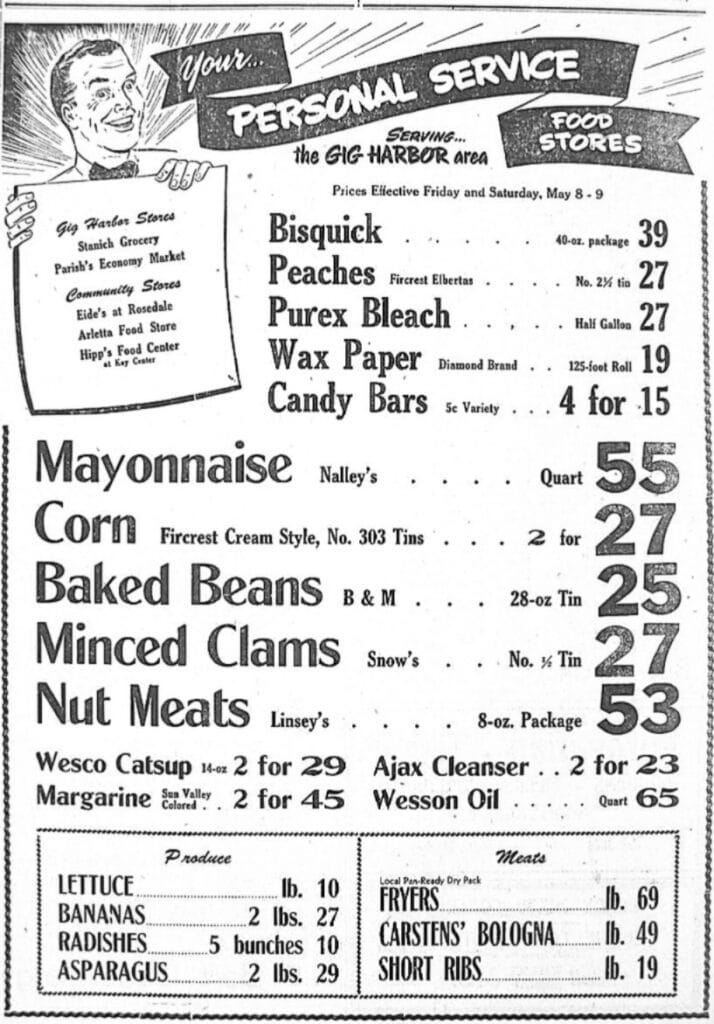 Your...
PERSONAL SERVICE
FOOD
STORES
SERVING...
the GIG HARBOR area
Prices Effective Friday and Saturday, May 8 - 9
Gig Harbor Stores
Stanich Grocery
Parish's Economy Market
Community Stores
Eide's at Rosedale
Arletta Food Store
Hipp's Food Center
at Key Center
Bisquick . . . . . 40-oz. package 39
Peaches Fircrest Elbertas . . . . No. 2½ tin 27
Purex Bleach . . . . . Half Gallon 27
Wax Paper Diamond Brand . . 125-foot Roll 19
Candy Bars 5c Variety . . . 4 for 15
Mayonnaise Nalley's . . . . Quart 55
Corn Fircrest Cream Style, No. 303 Tins . . . 2 for 27
Baked Beans B & M . . . 28-oz Tin 25
Minced Clams Snow's . . No. ½ Tin 27
Nut Meats Linsey's . . . . 8-oz. Package 53
Wesco Catsup 14-oz 2 for 29
Margarine Sun Valley Colored . . 2 for 45
Ajax Cleanser . . 2 for 23
Wesson Oil . . . . . Quart 65
Produce
LETTUCE lb. 10
BANANAS 2 lbs. 27
RADISHES 5 bunches 10
ASPARAGUS 2 lbs. 29
Meats
Local Pan-Ready Dry Pack
FRYERS lb. 69
CARSTENS' BOLOGNA lb. 49
SHORT RIBS lb. 19